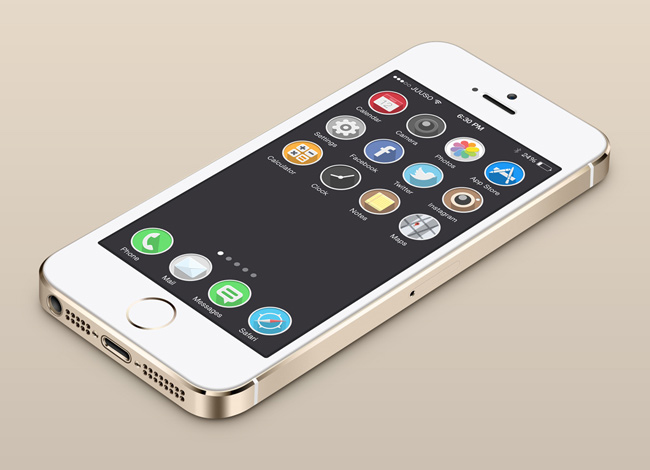 ●●●○○ JUUSO
6:30 PM
24%
Calendar
Camera
Photos
App Store
Settings
Facebook
Twitter
Instagram
Calculator
Clock
Notes
Maps
Phone
Mail
Messages
Safari